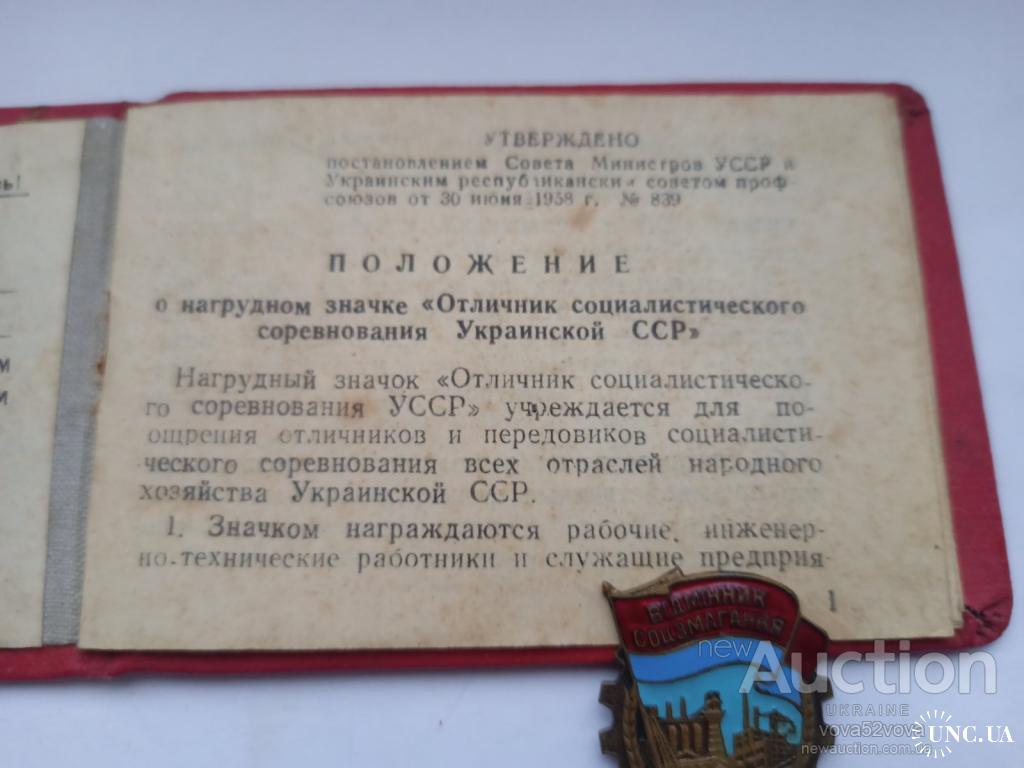 ь!
м
и
УТВЕРЖДЕНО
постановлением Совета Министров УССР и
Украинским республикански советом проф-
союзов от 30 июня 1958 г. № 839
ПОЛОЖЕНИЕ
о нагрудном значке «Отличник социалистического
соревнования Украинской ССР»
Нагрудный значок «Отличник социалистическо-
го соревнования УССР» учреждается для по-
ощрения отличников и передовиков социалисти-
ческого соревнования всех отраслей народного
хозяйства Украинской ССР.
1. Значком награждаются рабочие, инженер-
но-технические работники и служащие предприя-
1
ВІДМІННИК
СОЦЗМАГАННЯ
new Auction
UKRAINE
vova52vova
newauction.com.ua
UNC.UA